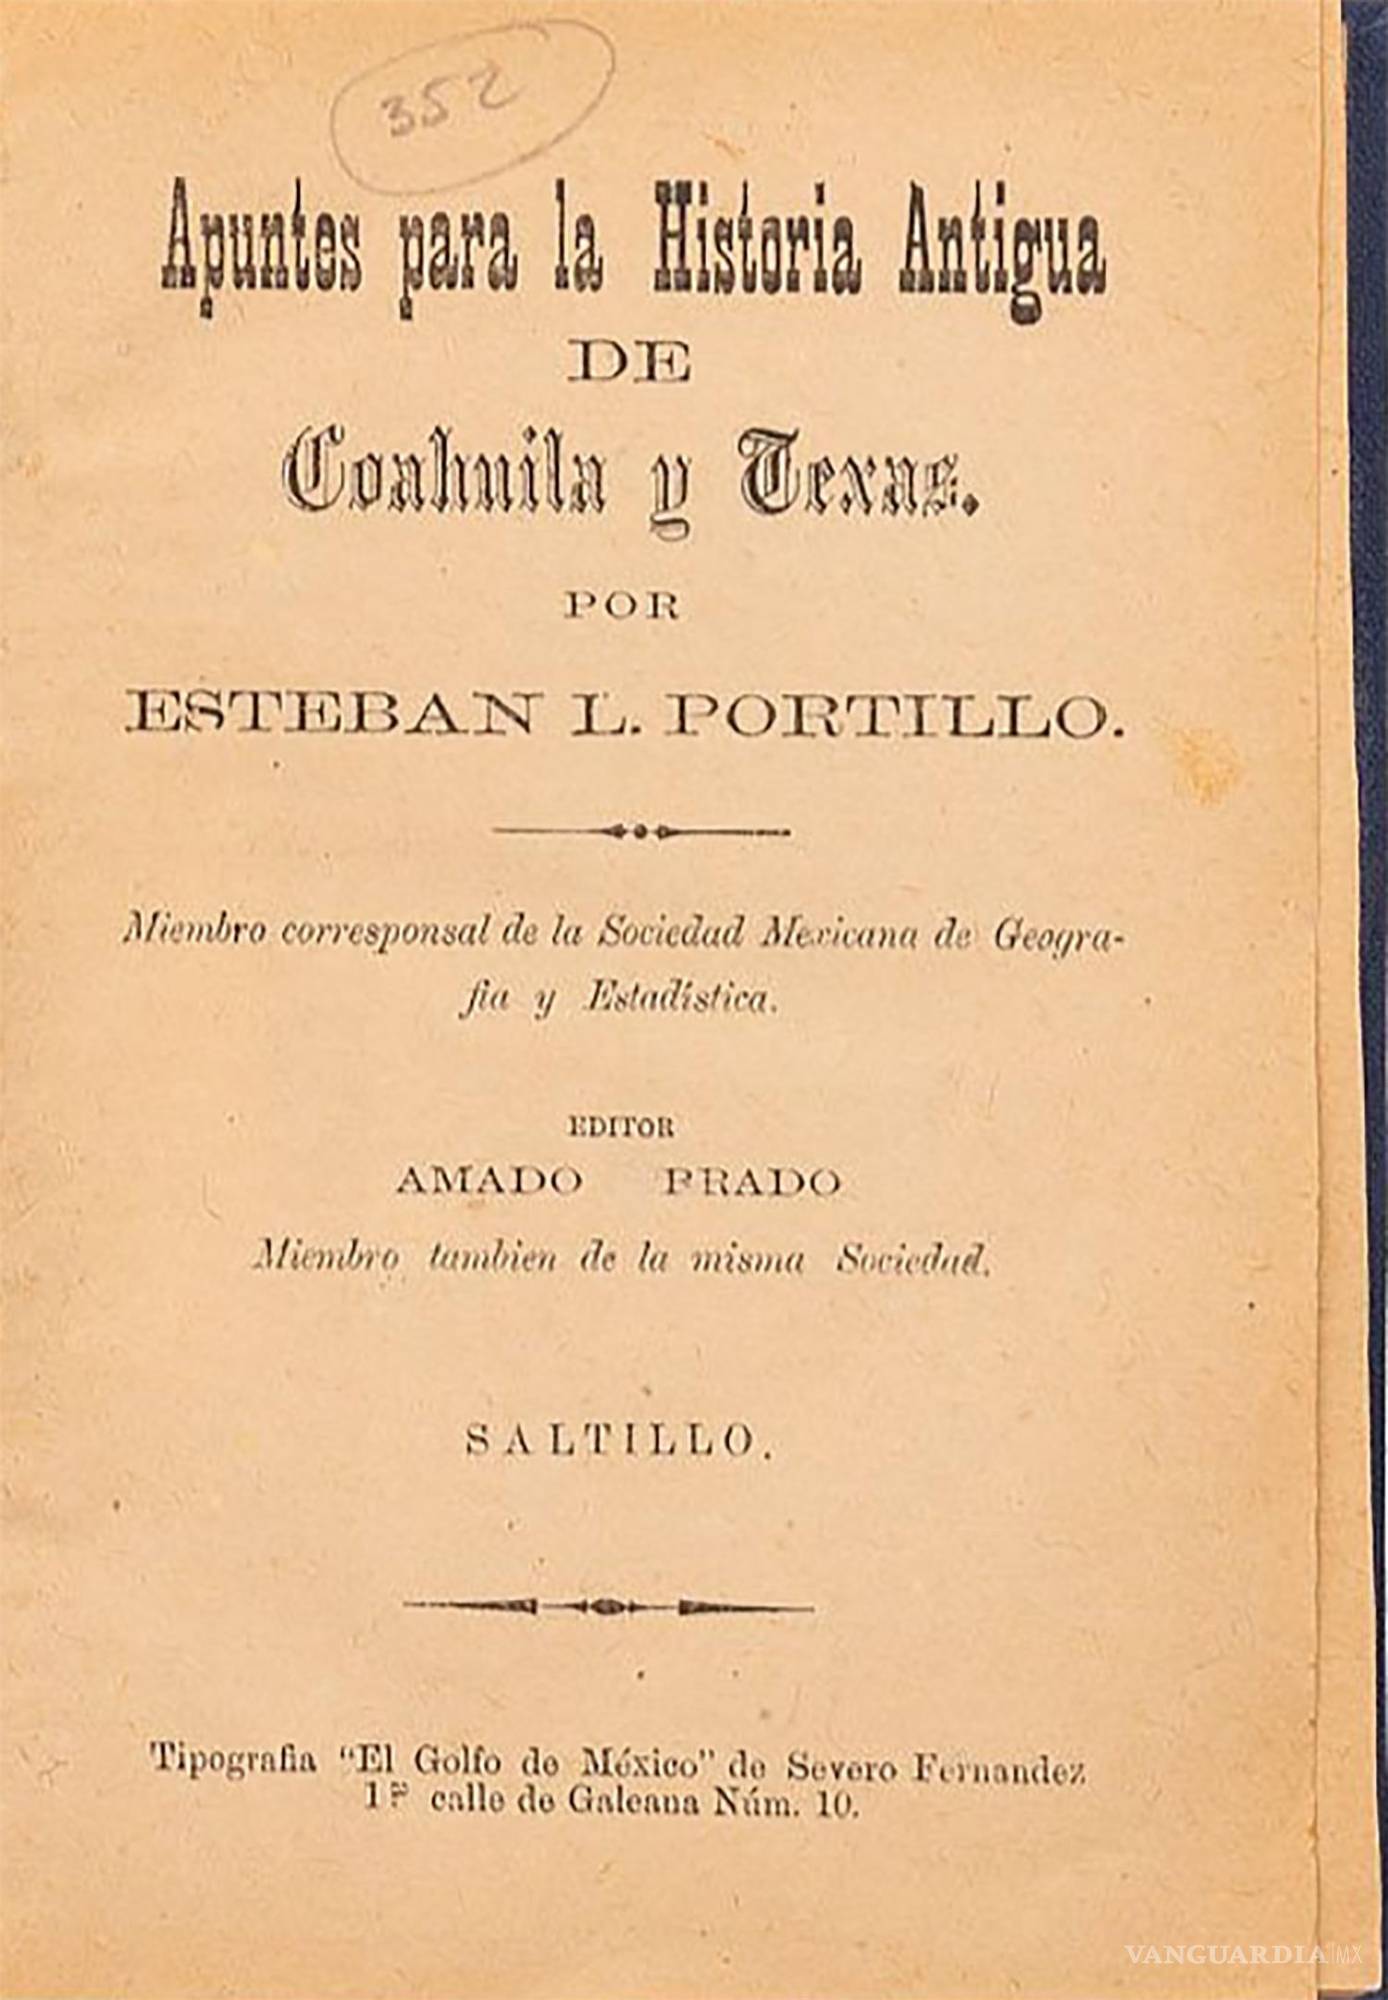 352
Apuntes para la Historia Antigua
DE
Coahuila y Texas.
POR
ESTEBAN L. PORTILLO.
Miembro corresponsal de la Sociedad Mexicana de Geogra-
fia y Estadística.
EDITOR
AMADO PRADO
Miembro tambien de la misma Sociedad.
SALTILLO.
Tipografia "El Golfo de México" de Severo Fernandez
1ª calle de Galeana Núm. 10.
VANGUARDIA MX